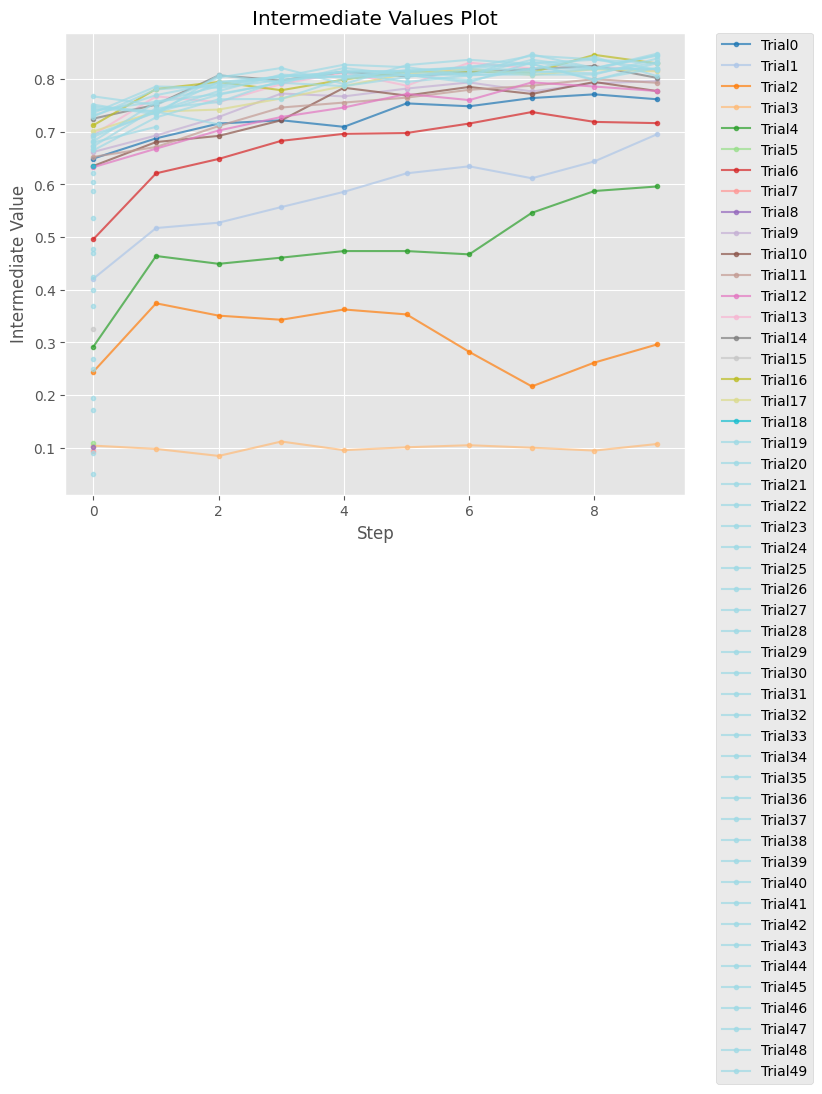 Intermediate Values Plot
Intermediate Value
0.8
0.7
0.6
0.5
0.4
0.3
0.2
0.1
0
2
4
6
8
Step
Trial0
Trial1
Trial2
Trial3
Trial4
Trial5
Trial6
Trial7
Trial8
Trial9
Trial10
Trial11
Trial12
Trial13
Trial14
Trial15
Trial16
Trial17
Trial18
Trial19
Trial20
Trial21
Trial22
Trial23
Trial24
Trial25
Trial26
Trial27
Trial28
Trial29
Trial30
Trial31
Trial32
Trial33
Trial34
Trial35
Trial36
Trial37
Trial38
Trial39
Trial40
Trial41
Trial42
Trial43
Trial44
Trial45
Trial46
Trial47
Trial48
Trial49